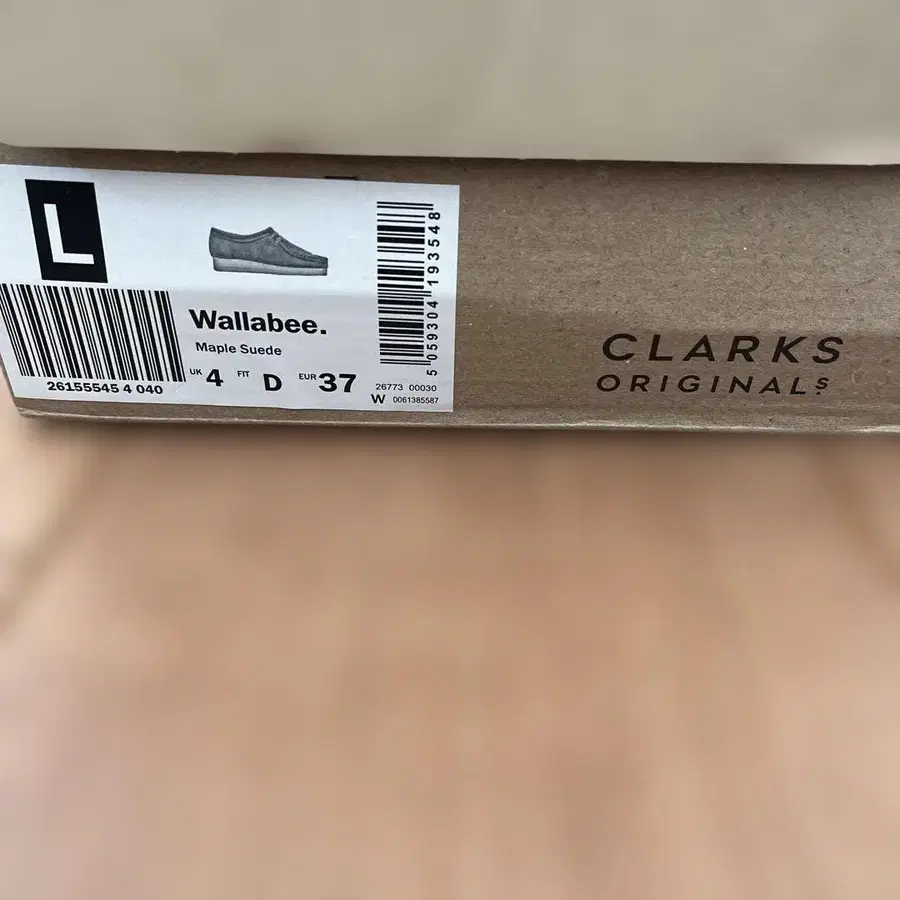 L
26155545 4 040
Wallabee.
Maple Suede
UK 4 FIT D EUR 37
5 059304 193548
26773 00030
W 0061385587
CLARKS
ORIGINALS.